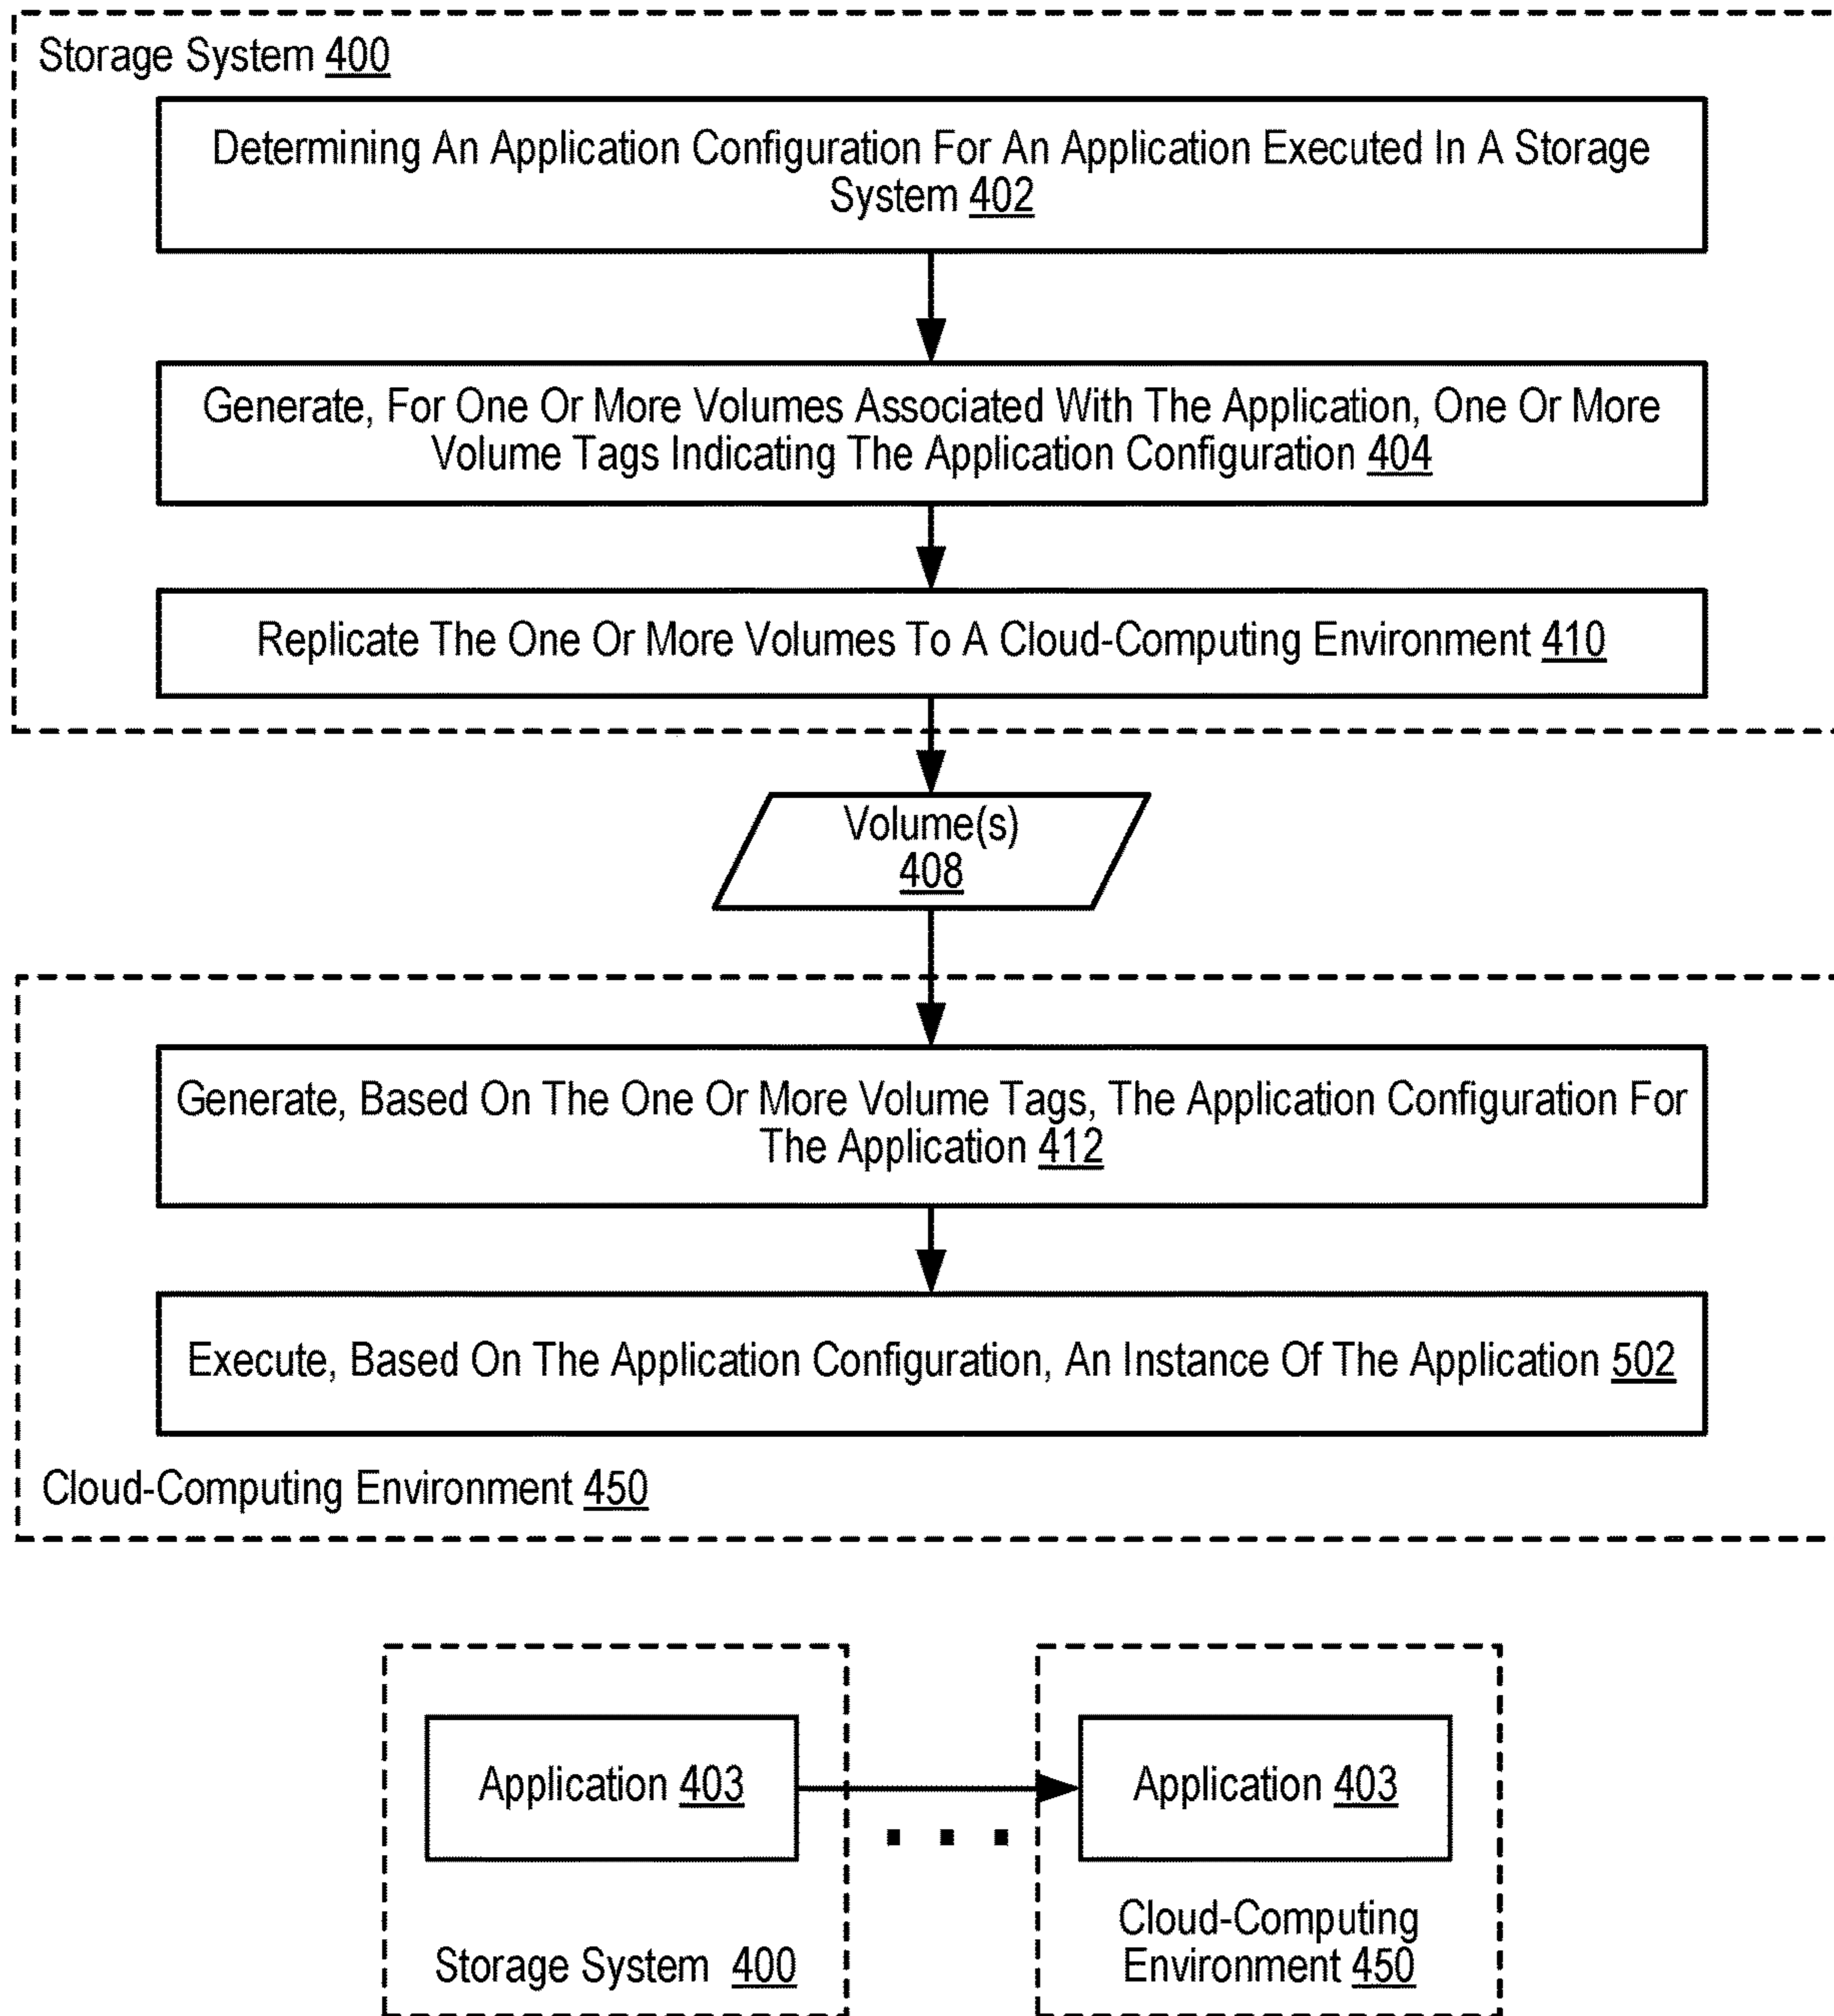 Storage System 400
Determining An Application Configuration For An Application Executed In A Storage
System 402
Generate, For One Or More Volumes Associated With The Application, One Or More
Volume Tags Indicating The Application Configuration 404
Replicate The One Or More Volumes To A Cloud-Computing Environment 410
Volume(s)
408
Generate, Based On The One Or More Volume Tags, The Application Configuration For
The Application 412
Execute, Based On The Application Configuration, An Instance Of The Application 502
Cloud-Computing Environment 450
Application 403
Application 403
Storage System 400
Cloud-Computing
Environment 450